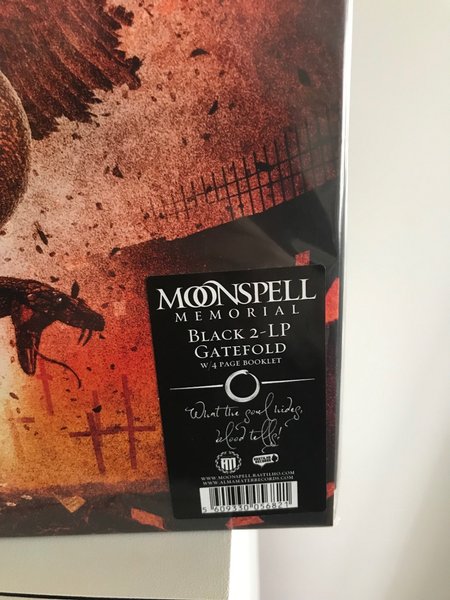 MOONSPELL
MEMORIAL
BLACK 2-LP
GATEFOLD
W/4 PAGE BOOKLET
What the soul hides,
blood tells!
WWW.MOONSPELL.RASTILHO.COM
WWW.ALMAMATERRECORDS.COM
5 609330 056821